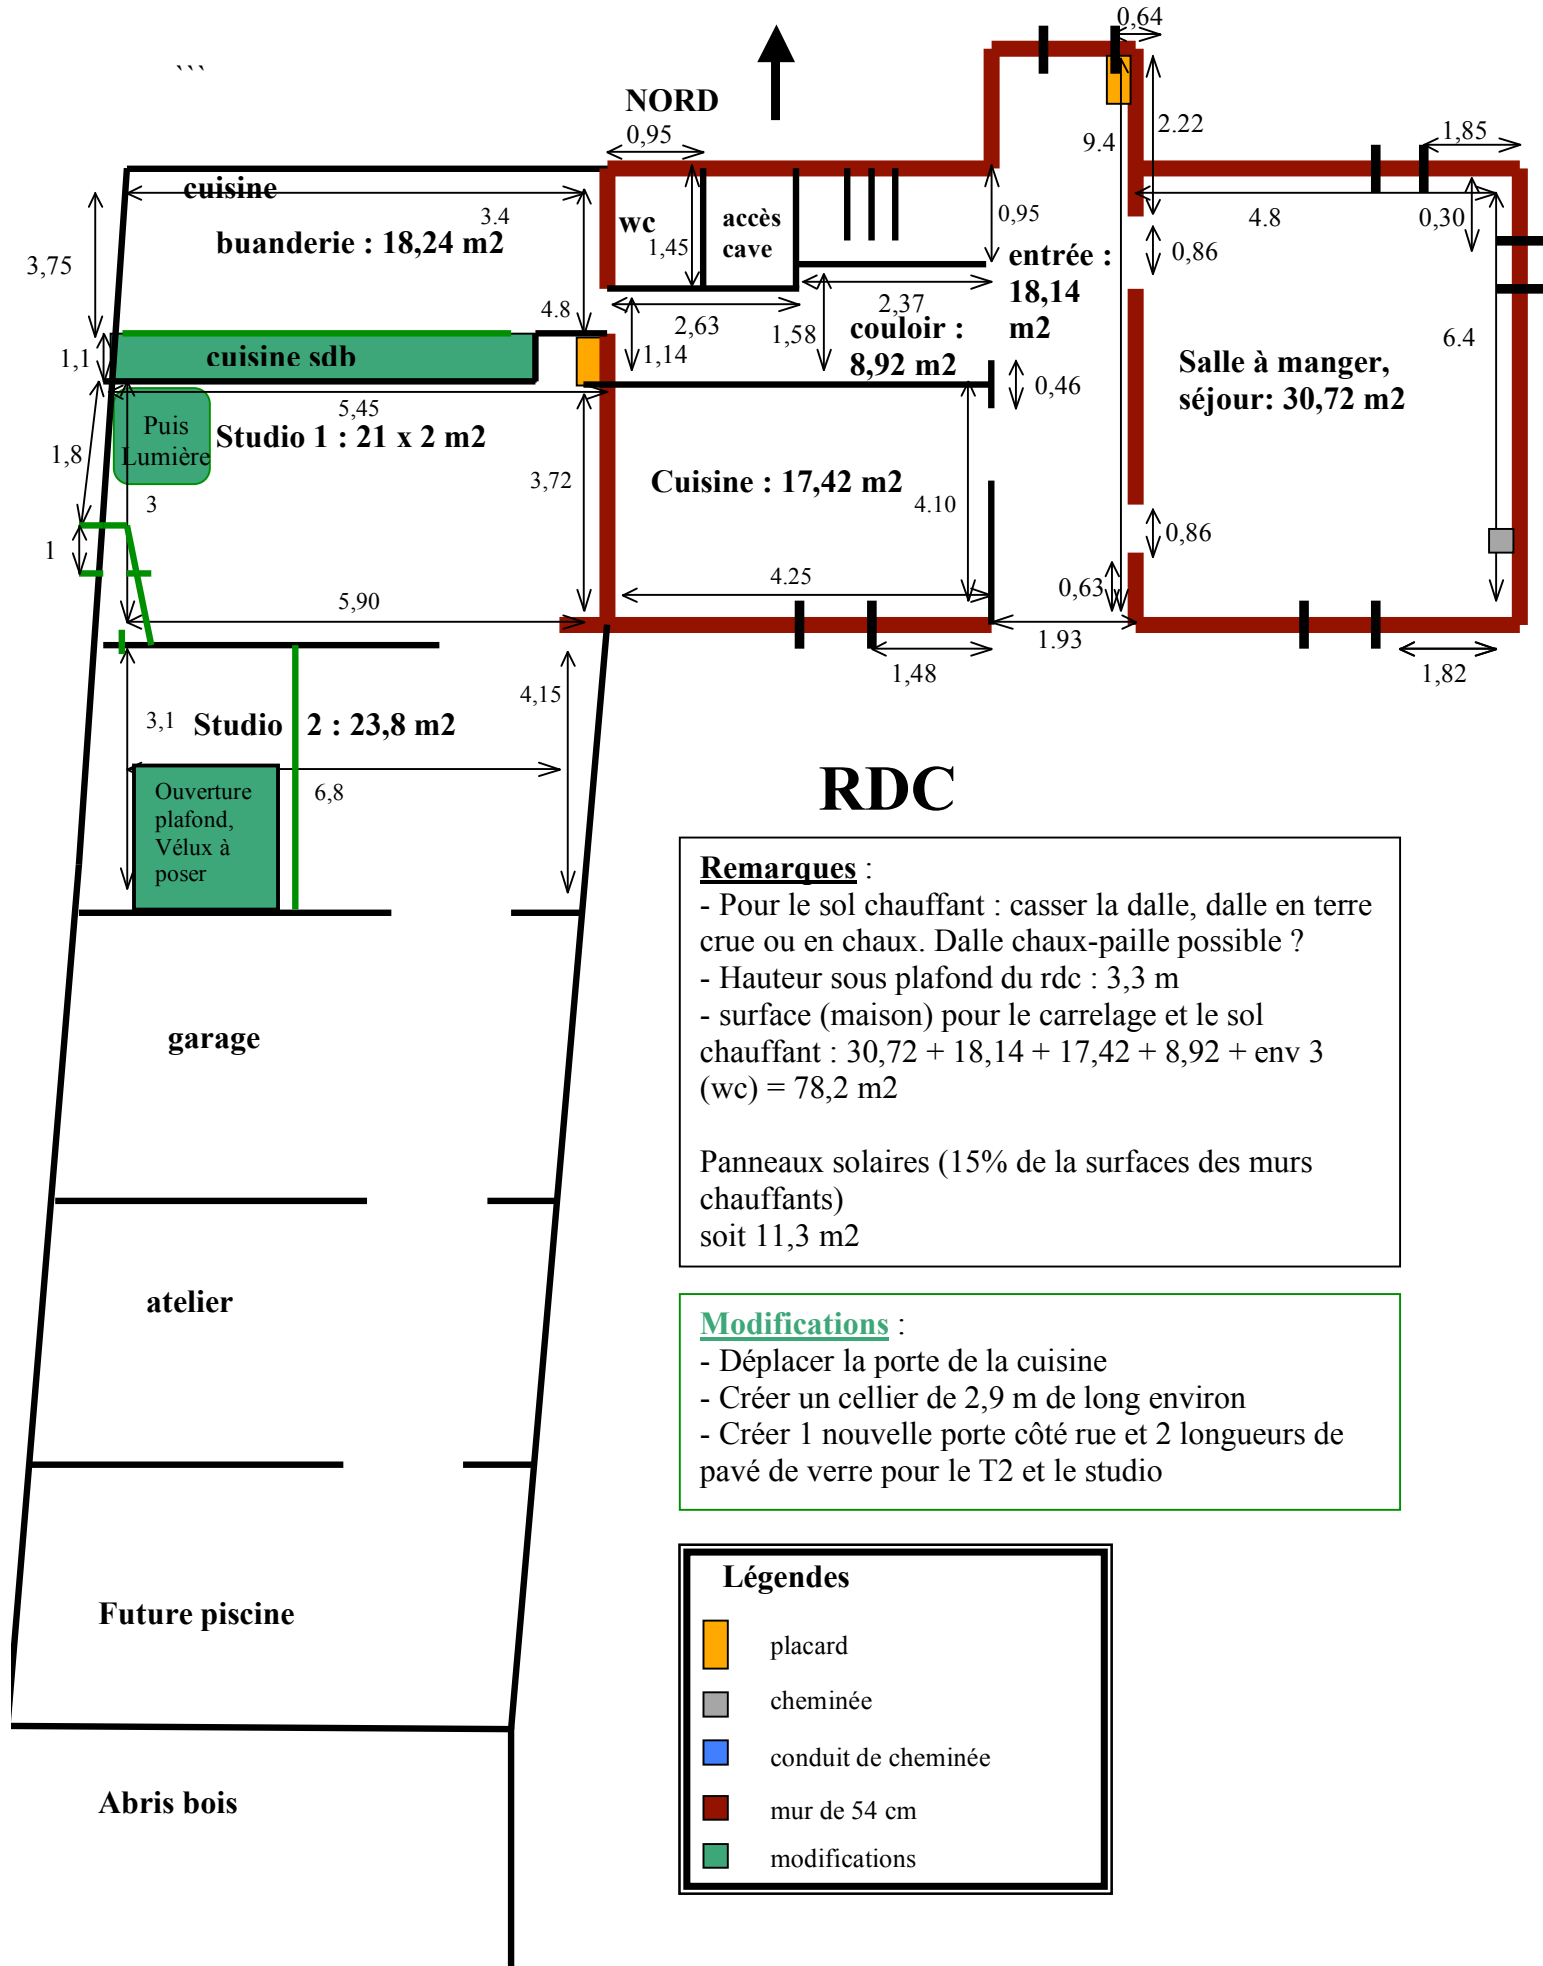 0,64
```
NORD
0,95
9.4
2.22
1,85
cuisine
3.4
wc
accès
cave
0,95
4.8
0,30
buanderie : 18,24 m2
1,45
entrée :
18,14
m2
0,86
3,75
4.8
2,63
2,37
1,58
couloir :
8,92 m2
6.4
1,1
cuisine sdb
1,14
Salle à manger,
séjour: 30,72 m2
0,46
5,45
Puis
Lumière
Studio 1 : 21 x 2 m2
1,8
3,72
Cuisine : 17,42 m2
3
4.10
1
0,86
5,90
4.25
0,63
1.93
1,48
1,82
4,15
3,1
Studio 2 : 23,8 m2
6,8
Ouverture
plafond,
Vélux à
poser
RDC
Remarques :
- Pour le sol chauffant : casser la dalle, dalle en terre
crue ou en chaux. Dalle chaux-paille possible ?
- Hauteur sous plafond du rdc : 3,3 m
- surface (maison) pour le carrelage et le sol
chauffant : 30,72 + 18,14 + 17,42 + 8,92 + env 3
(wc) = 78,2 m2
Panneaux solaires (15% de la surfaces des murs
chauffants)
soit 11,3 m2
garage
atelier
Modifications :
- Déplacer la porte de la cuisine
- Créer un cellier de 2,9 m de long environ
- Créer 1 nouvelle porte côté rue et 2 longueurs de
pavé de verre pour le T2 et le studio
Future piscine
Abris bois
Légendes
placard
cheminée
conduit de cheminée
mur de 54 cm
modifications